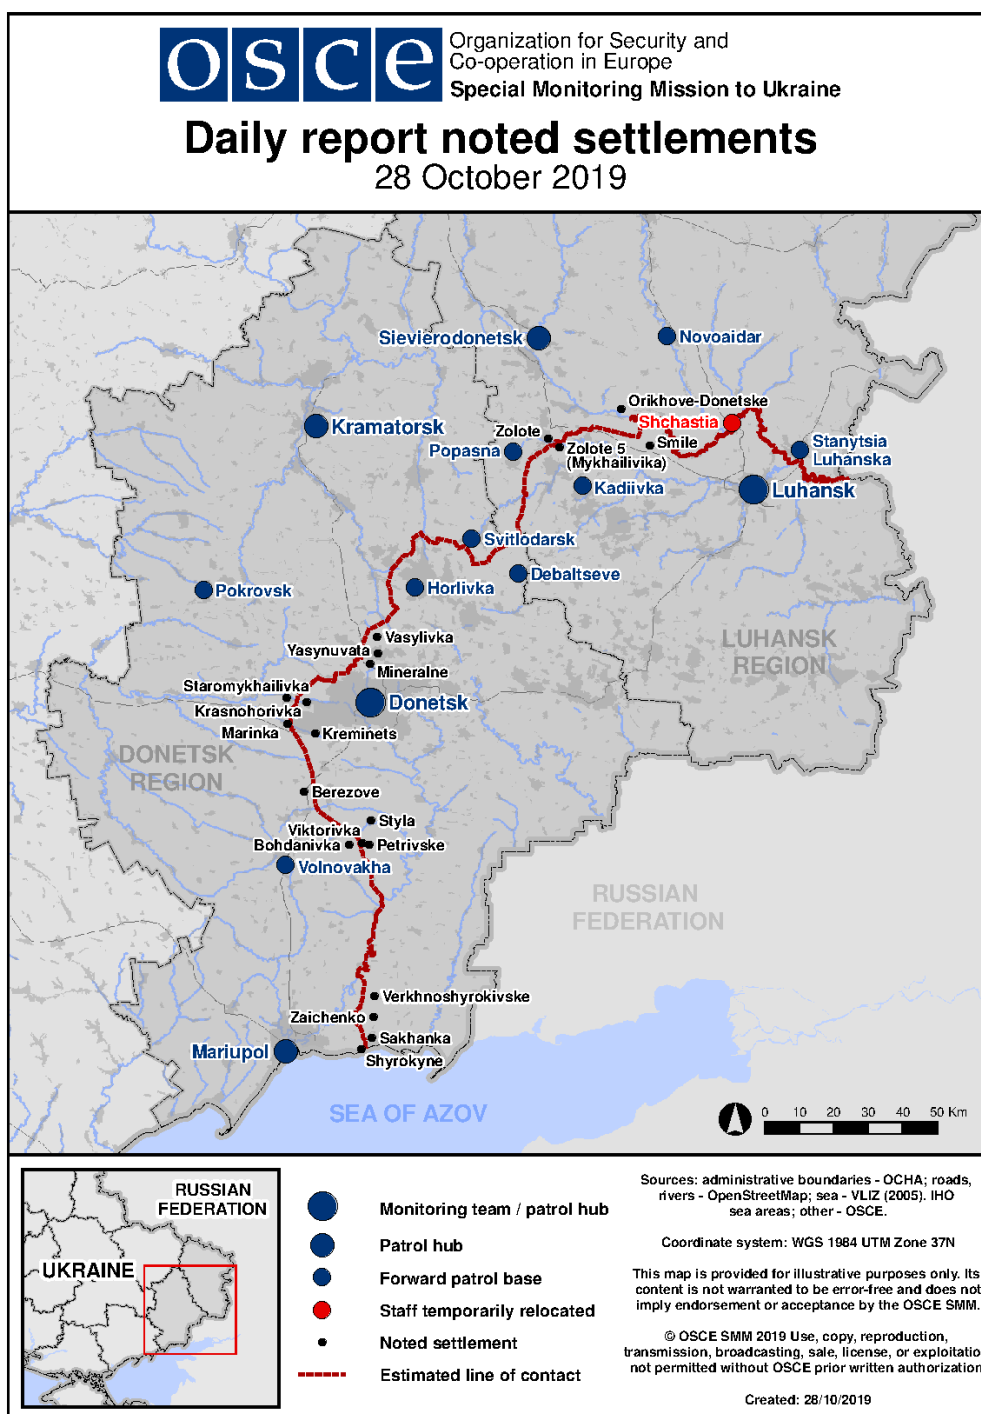 osce
Organization for Security and
Co-operation in Europe
Special Monitoring Mission to Ukraine
Daily report noted settlements
28 October 2019
Sievierodonetsk
Novoaidar
Orikhove-Donetske
Shchastia
Kramatorsk
Zolote
Smile
Stanytsia
Luhanska
Popasna
Zolote 5
(Mykhailivika)
Kadiivka
Luhansk
Svitlodarsk
Debaltseve
Pokrovsk
Horlivka
Vasylivka
Yasynuvata
Mineralne
LUHANSK
REGION
Staromykhailivka
Donetsk
Krasnohorivka
Marinka
Kreminets
DONETSK
REGION
Berezove
Styla
Viktorivka
Bohdanivka
Petrivske
Volnovakha
RUSSIAN
FEDERATION
Verkhnoshyrokivske
Zaichenko
Sakhanka
Mariupol
Shyrokyne
SEA OF AZOV
0 10 20 30 40 50 Km
RUSSIAN
FEDERATION
UKRAINE
Monitoring team / patrol hub
Patrol hub
Forward patrol base
Staff temporarily relocated
Noted settlement
Estimated line of contact
Sources: administrative boundaries - OCHA; roads,
rivers - OpenStreetMap; sea - VLIZ (2005). IHO
sea areas; other - OSCE.
Coordinate system: WGS 1984 UTM Zone 37N
This map is provided for illustrative purposes only. Its
content is not warranted to be error-free and does not
imply endorsement or acceptance by the OSCE SMM.
© OSCE SMM 2019 Use, copy, reproduction,
transmission, broadcasting, sale, license, or exploitatio
not permitted without OSCE prior written authorization
Created: 28/10/2019